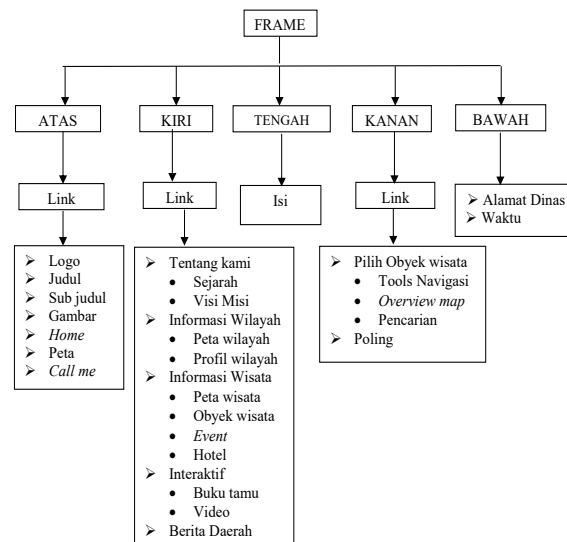 FRAME
ATAS
KIRI
TENGAH
KANAN
BAWAH
Link
Link
Isi
Link
➢ Alamat Dinas
➢ Waktu
➢ Logo
➢ Judul
➢ Sub judul
➢ Gambar
➢ Home
➢ Peta
➢ Call me
➢ Tentang kami
• Sejarah
• Visi Misi
➢ Informasi Wilayah
• Peta wilayah
• Profil wilayah
➢ Informasi Wisata
• Peta wisata
• Obyek wisata
• Event
• Hotel
➢ Interaktif
• Buku tamu
• Video
➢ Berita Daerah
➢ Pilih Obyek wisata
• Tools Navigasi
• Overview map
• Pencarian
➢ Poling